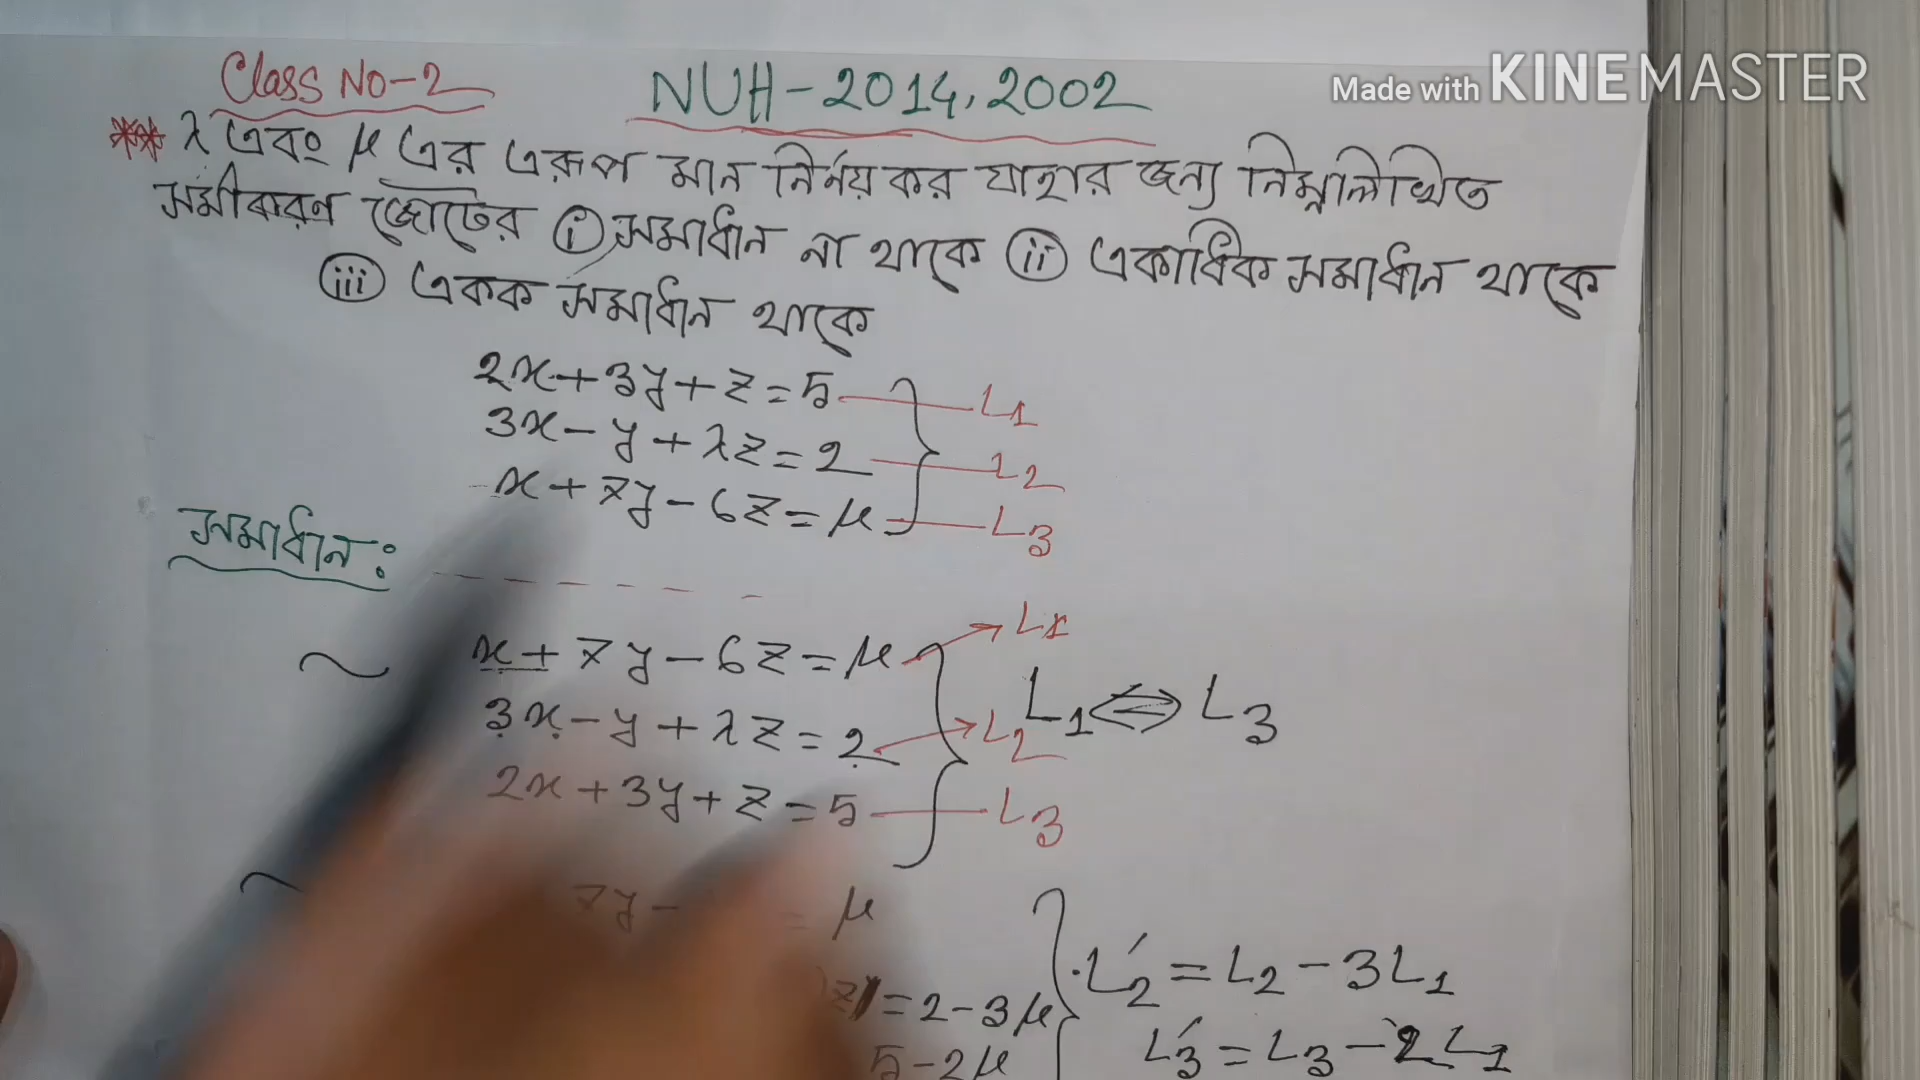 Made with KINEMASTER
Class No-2
NUH-2014, 2002
** λ এবং μ এর এরূপ মান নির্নয় কর যাহার জন্য নিম্নলিখিত
সমীকরণ জোটের (i) সমাধান না থাকে (ii) একাধিক সমাধান থাকে
(iii) একক সমাধান থাকে
2x+3y+z=5 L1
3x-y+λz=2 L2
x+7y-6z=μ L3
সমাধান:
~ x+7y-6z=μ L1
3x-y+λz=2 L2 L1⇔L3
2x+3y+z=5 L3
~ 7y- = μ
z=2-3μ L2′=L2-3L1
5-2μ L3′=L3-2L1